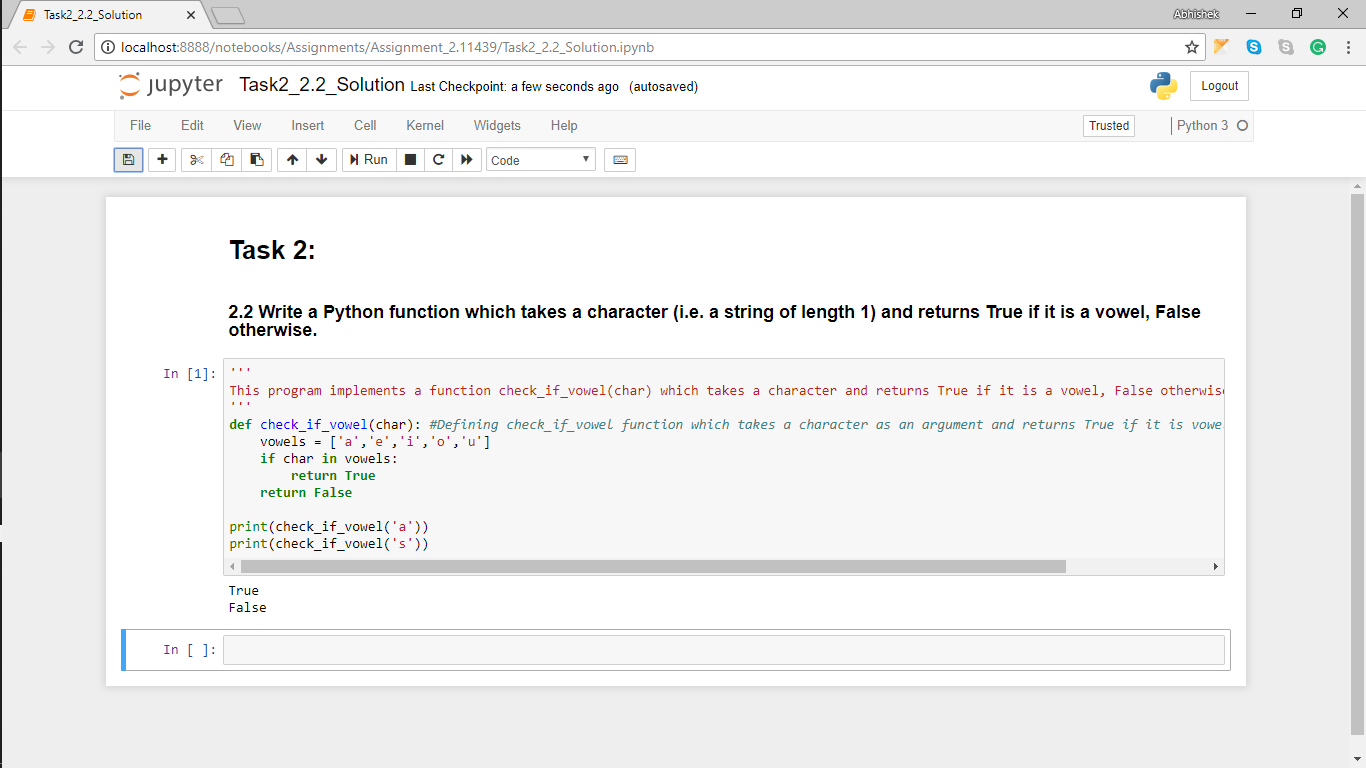 Task2_2.2_Solution
Abhishek
localhost:8888/notebooks/Assignments/Assignment_2.11439/Task2_2.2_Solution.ipynb
jupyter Task2_2.2_Solution Last Checkpoint: a few seconds ago (autosaved)
Logout
File Edit View Insert Cell Kernel Widgets Help
Trusted
Python 3
Run
Code
Task 2:
2.2 Write a Python function which takes a character (i.e. a string of length 1) and returns True if it is a vowel, False
otherwise.
In [1]:
'''
This program implements a function check_if_vowel(char) which takes a character and returns True if it is a vowel, False otherwise
'''
def check_if_vowel(char): #Defining check_if_vowel function which takes a character as an argument and returns True if it is vowe
    vowels = ['a','e','i','o','u']
    if char in vowels:
        return True
    return False
print(check_if_vowel('a'))
print(check_if_vowel('s'))
True
False
In [ ]: